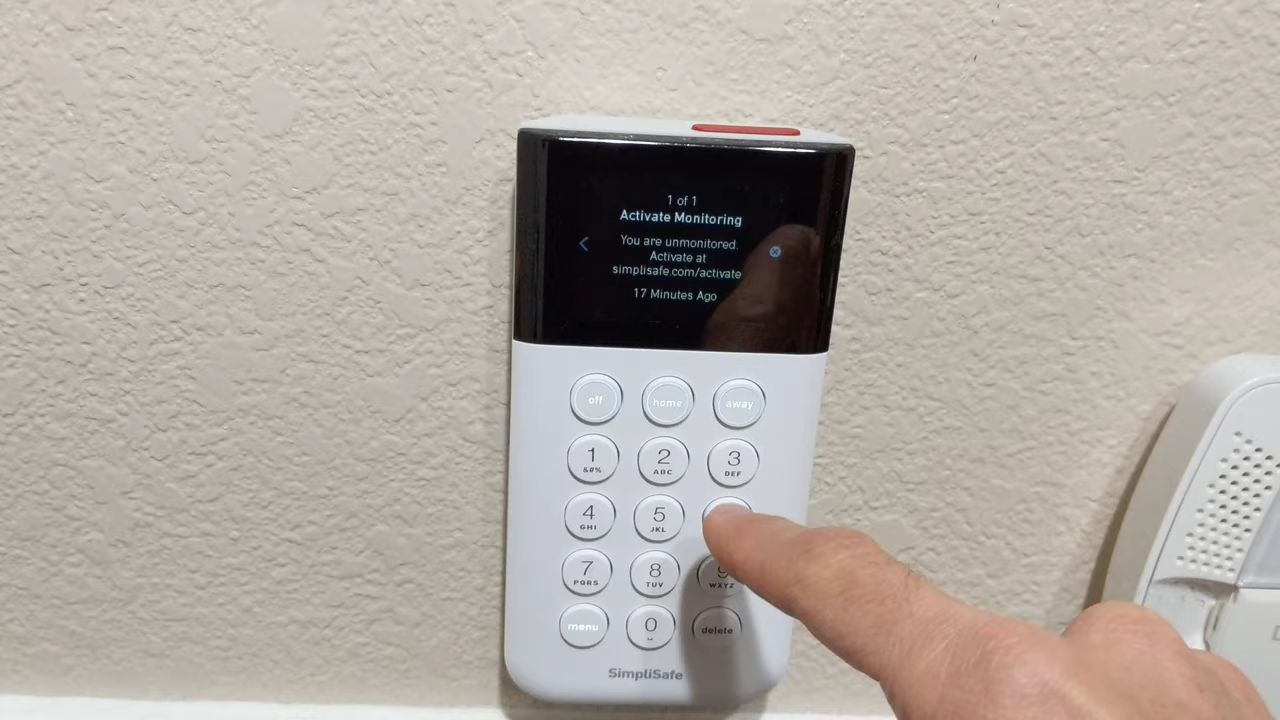 1 of 1
Activate Monitoring
You are unmonitored.
Activate at
simplisafe.com/activate
17 Minutes Ago
off home away
1 2 3
&#% ABC DEF
4 5
GHI JKL
7 8 9
PQRS TUV WXYZ
menu 0 delete
SimpliSafe